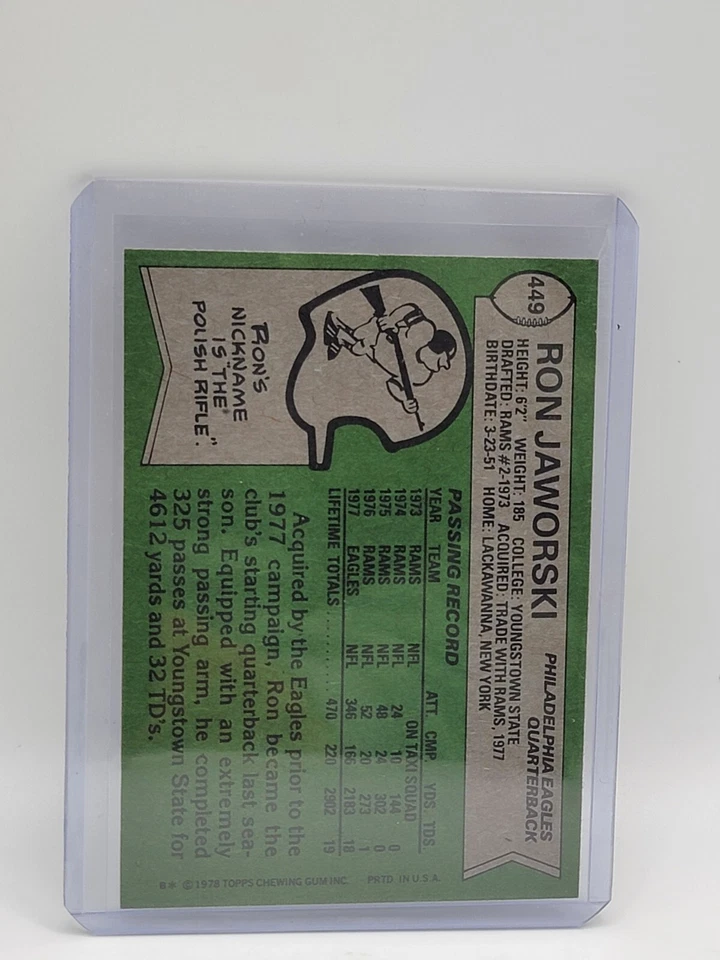 449
RON JAWORSKI
PHILADELPHIA EAGLES
QUARTERBACK
HEIGHT: 6'2" WEIGHT: 185 COLLEGE: YOUNGSTOWN STATE
DRAFTED: RAMS #2-1973 ACQUIRED: TRADE WITH RAMS, 1977
BIRTHDATE: 3-23-51 HOME: LACKAWANNA, NEW YORK
RON'S
NICKNAME
IS "THE
POLISH RIFLE."
PASSING RECORD
YEAR TEAM ATT. CMP. YDS. TDS.
1973 RAMS NFL ON TAXI SQUAD
1974 RAMS NFL 24 10 144 0
1975 RAMS NFL 48 24 302 0
1976 RAMS NFL 52 20 273 1
1977 EAGLES NFL 346 166 2183 18
LIFETIME TOTALS ........ 470 220 2902 19
Acquired by the Eagles prior to the
1977 campaign, Ron became the
club's starting quarterback last sea-
son. Equipped with an extremely
strong passing arm, he completed
325 passes at Youngstown State for
4612 yards and 32 TD's.
B* © 1978 TOPPS CHEWING GUM INC. PRTD. IN U.S.A.